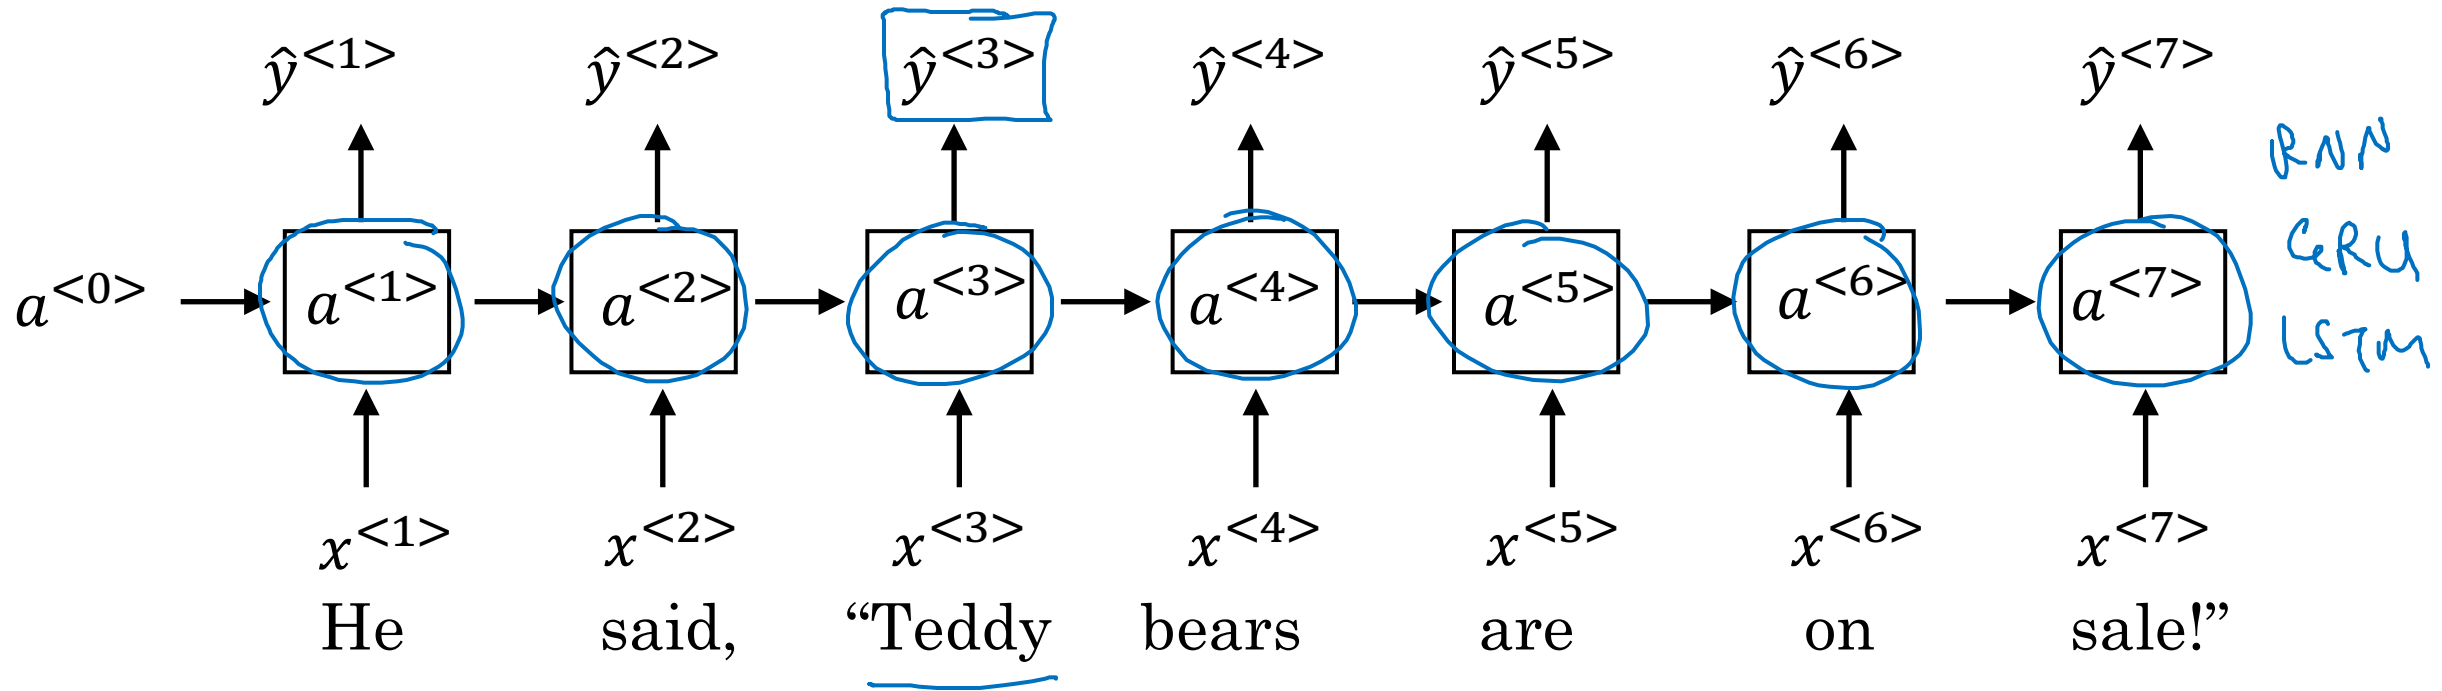 ŷ<1> ŷ<2> ŷ<3> ŷ<4> ŷ<5> ŷ<6> ŷ<7>
RNN
GRU
LSTM
a<0> a<1> a<2> a<3> a<4> a<5> a<6> a<7>
x<1> x<2> x<3> x<4> x<5> x<6> x<7>
He said, “Teddy bears are on sale!”